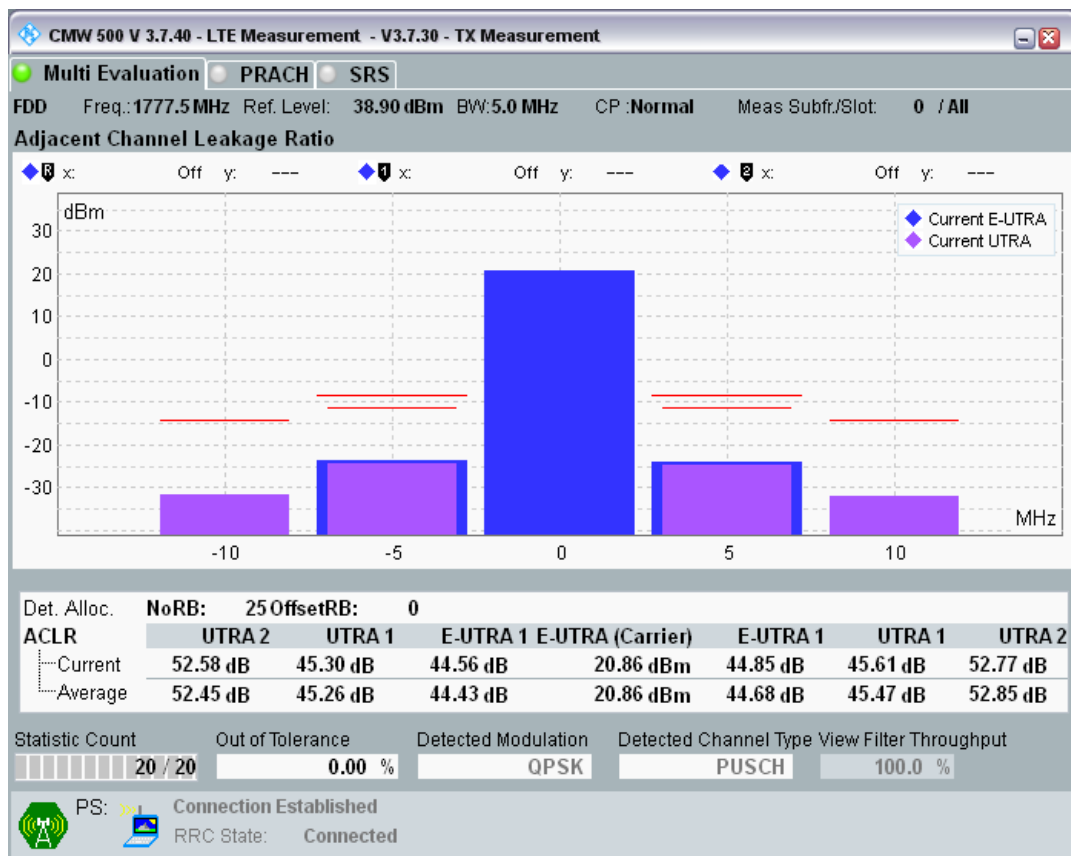 CMW 500 V 3.7.40 - LTE Measurement - V3.7.30 - TX Measurement
Multi Evaluation PRACH SRS
FDD Freq.:1777.5 MHz Ref. Level: 38.90 dBm BW:5.0 MHz CP :Normal Meas Subfr./Slot: 0 / All
Adjacent Channel Leakage Ratio
R x: Off y: --- 1 x: Off y: --- 2 x: Off y: ---
dBm
Current E-UTRA
Current UTRA
30
20
10
0
-10
-20
-30
MHz
-10 -5 0 5 10
Det. Alloc. NoRB: 25 OffsetRB: 0
ACLR UTRA 2 UTRA 1 E-UTRA 1 E-UTRA (Carrier) E-UTRA 1 UTRA 1 UTRA 2
Current 52.58 dB 45.30 dB 44.56 dB 20.86 dBm 44.85 dB 45.61 dB 52.77 dB
Average 52.45 dB 45.26 dB 44.43 dB 20.86 dBm 44.68 dB 45.47 dB 52.85 dB
Statistic Count Out of Tolerance Detected Modulation Detected Channel Type View Filter Throughput
20 / 20 0.00 % QPSK PUSCH 100.0 %
PS: Connection Established
RRC State: Connected